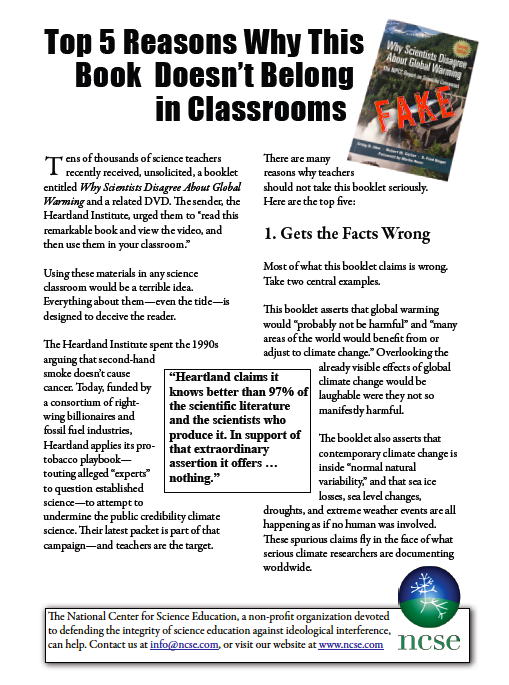 Top 5 Reasons Why This
Book Doesn't Belong
in Classrooms
Why Scientists Disagree
About Global Warming
The NIPCC Report on Scientific Consensus
FAKE
Tens of thousands of science teachers
recently received, unsolicited, a booklet
entitled Why Scientists Disagree About Global
Warming and a related DVD. The sender, the
Heartland Institute, urged them to “read this
remarkable book and view the video, and
then use them in your classroom.”
Using these materials in any science
classroom would be a terrible idea.
Everything about them—even the title—is
designed to deceive the reader.
The Heartland Institute spent the 1990s
arguing that second-hand
smoke doesn't cause
cancer. Today, funded by
a consortium of right-
wing billionaires and
fossil fuel industries,
Heartland applies its pro-
tobacco playbook—
touting alleged “experts”
to question established
science—to attempt to
undermine the public credibility climate
science. Their latest packet is part of that
campaign—and teachers are the target.
“Heartland claims it
knows better than 97% of
the scientific literature
and the scientists who
produce it. In support of
that extraordinary
assertion it offers …
nothing.”
There are many
reasons why teachers
should not take this booklet seriously.
Here are the top five:
1. Gets the Facts Wrong
Most of what this booklet claims is wrong.
Take two central examples.
This booklet asserts that global warming
would “probably not be harmful” and “many
areas of the world would benefit from or
adjust to climate change.” Overlooking the
already visible effects of global
climate change would be
laughable were they not so
manifestly harmful.
The booklet also asserts that
contemporary climate change is
inside “normal natural
variability,” and that sea ice
losses, sea level changes,
droughts, and extreme weather events are all
happening as if no human was involved.
These spurious claims fly in the face of what
serious climate researchers are documenting
worldwide.
The National Center for Science Education, a non-profit organization devoted
to defending the integrity of science education against ideological interference,
can help. Contact us at info@ncse.com, or visit our website at www.ncse.com
ncse